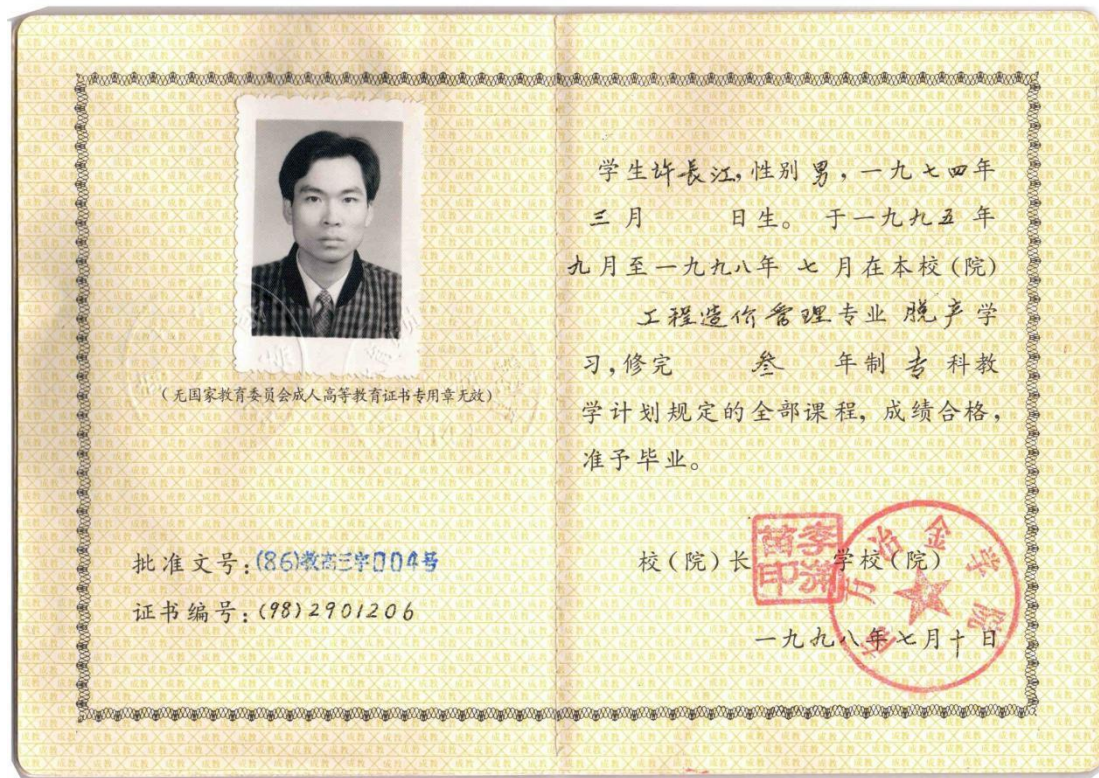 (无国家教育委员会成人高等教育证书专用章无效)
批准文号:(86)教高三字004号
证书编号:(98)2901206
学生许长江,性别男,一九七四年
三月 日生。于一九九五年
九月至一九九八年七月在本校(院)
工程造价管理专业脱产学
习,修完 叁 年制专科教
学计划规定的全部课程,成绩合格,
准予毕业。
校(院)长 学校(院)
冶金学院
一九九八年七月十日